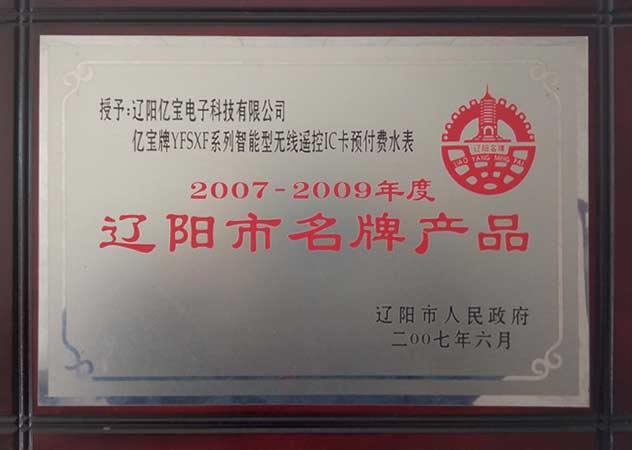 授予:辽阳亿宝电子科技有限公司
亿宝牌YFSXF系列智能型无线遥控IC卡预付费水表
辽阳名牌
LIAO YANG MING PAI
2007-2009年度
辽阳市名牌产品
辽阳市人民政府
二00七年六月